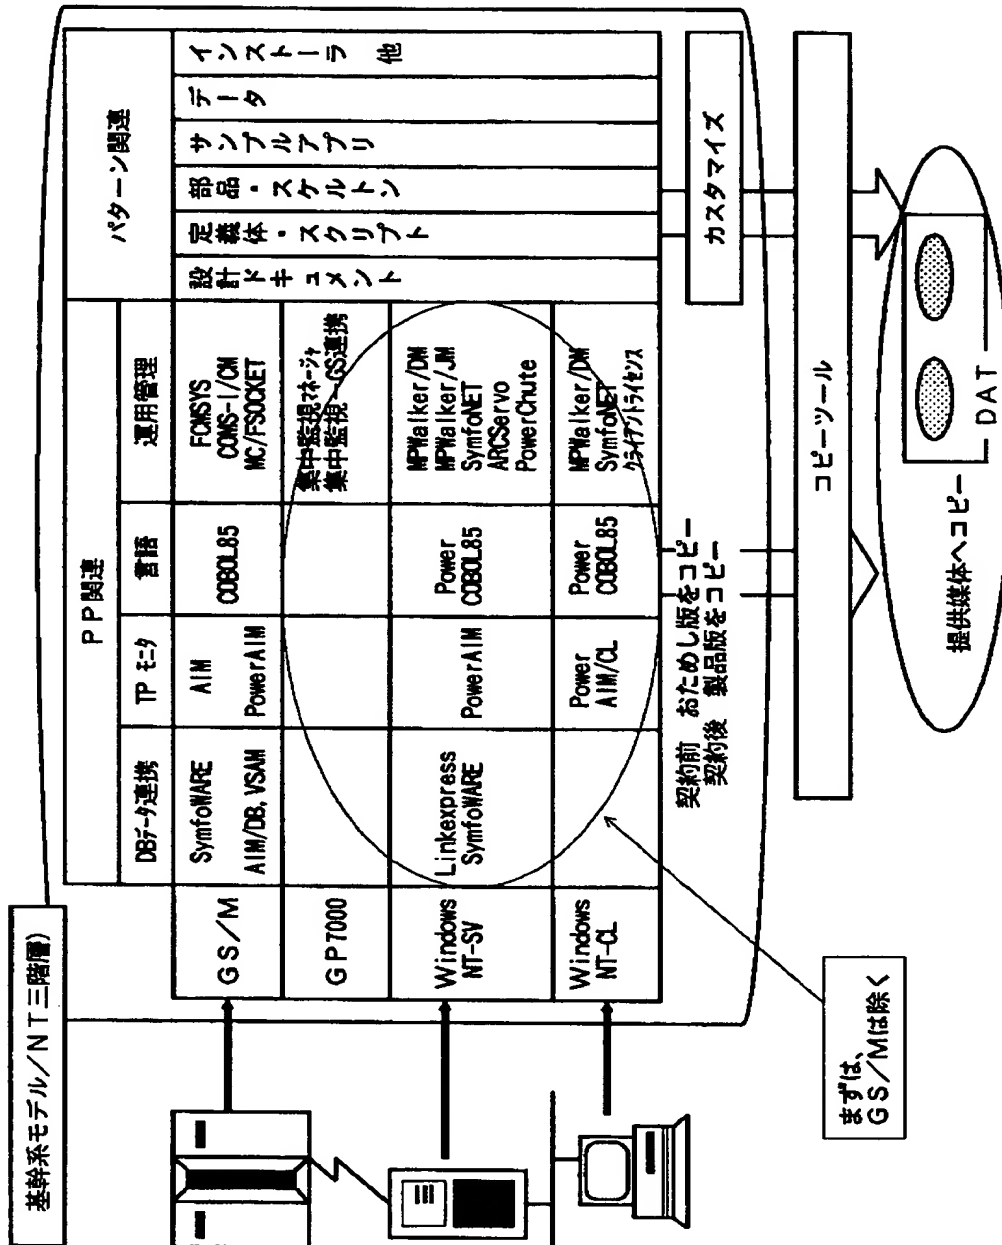 基幹系モデル／NT三階層）
PP関連
パターン関連
DBデータ連携
TP モニタ
言語
運用管理
設計ドキュメント
定義体・スクリプト
部品・スケルトン
サンプルアプリ
データ
インストーラ 他
GS／M
SymfoWARE
AIM/DB,VSAM
AIM
PowerAIM
COBOL85
FCMSYS
COMS-I/CM
MC/FSOCKET
GP7000
集中監視マネージャ
集中監視－GS連携
Windows
NT-SV
Linkexpress
SymfoWARE
PowerAIM
Power
COBOL85
MPWalker/DM
MPWalker/JM
SymfoNET
ARCServo
PowerChute
Windows
NT-CL
Power
AIM/CL
Power
COBOL85
MPWalker/DM
SymfoNET
クライアントライセンス
契約前 おためし版をコピー
契約後 製品版をコピー
カスタマイズ
まずは、
GS／Mは除く
コピーツール
提供媒体へコピー
DAT